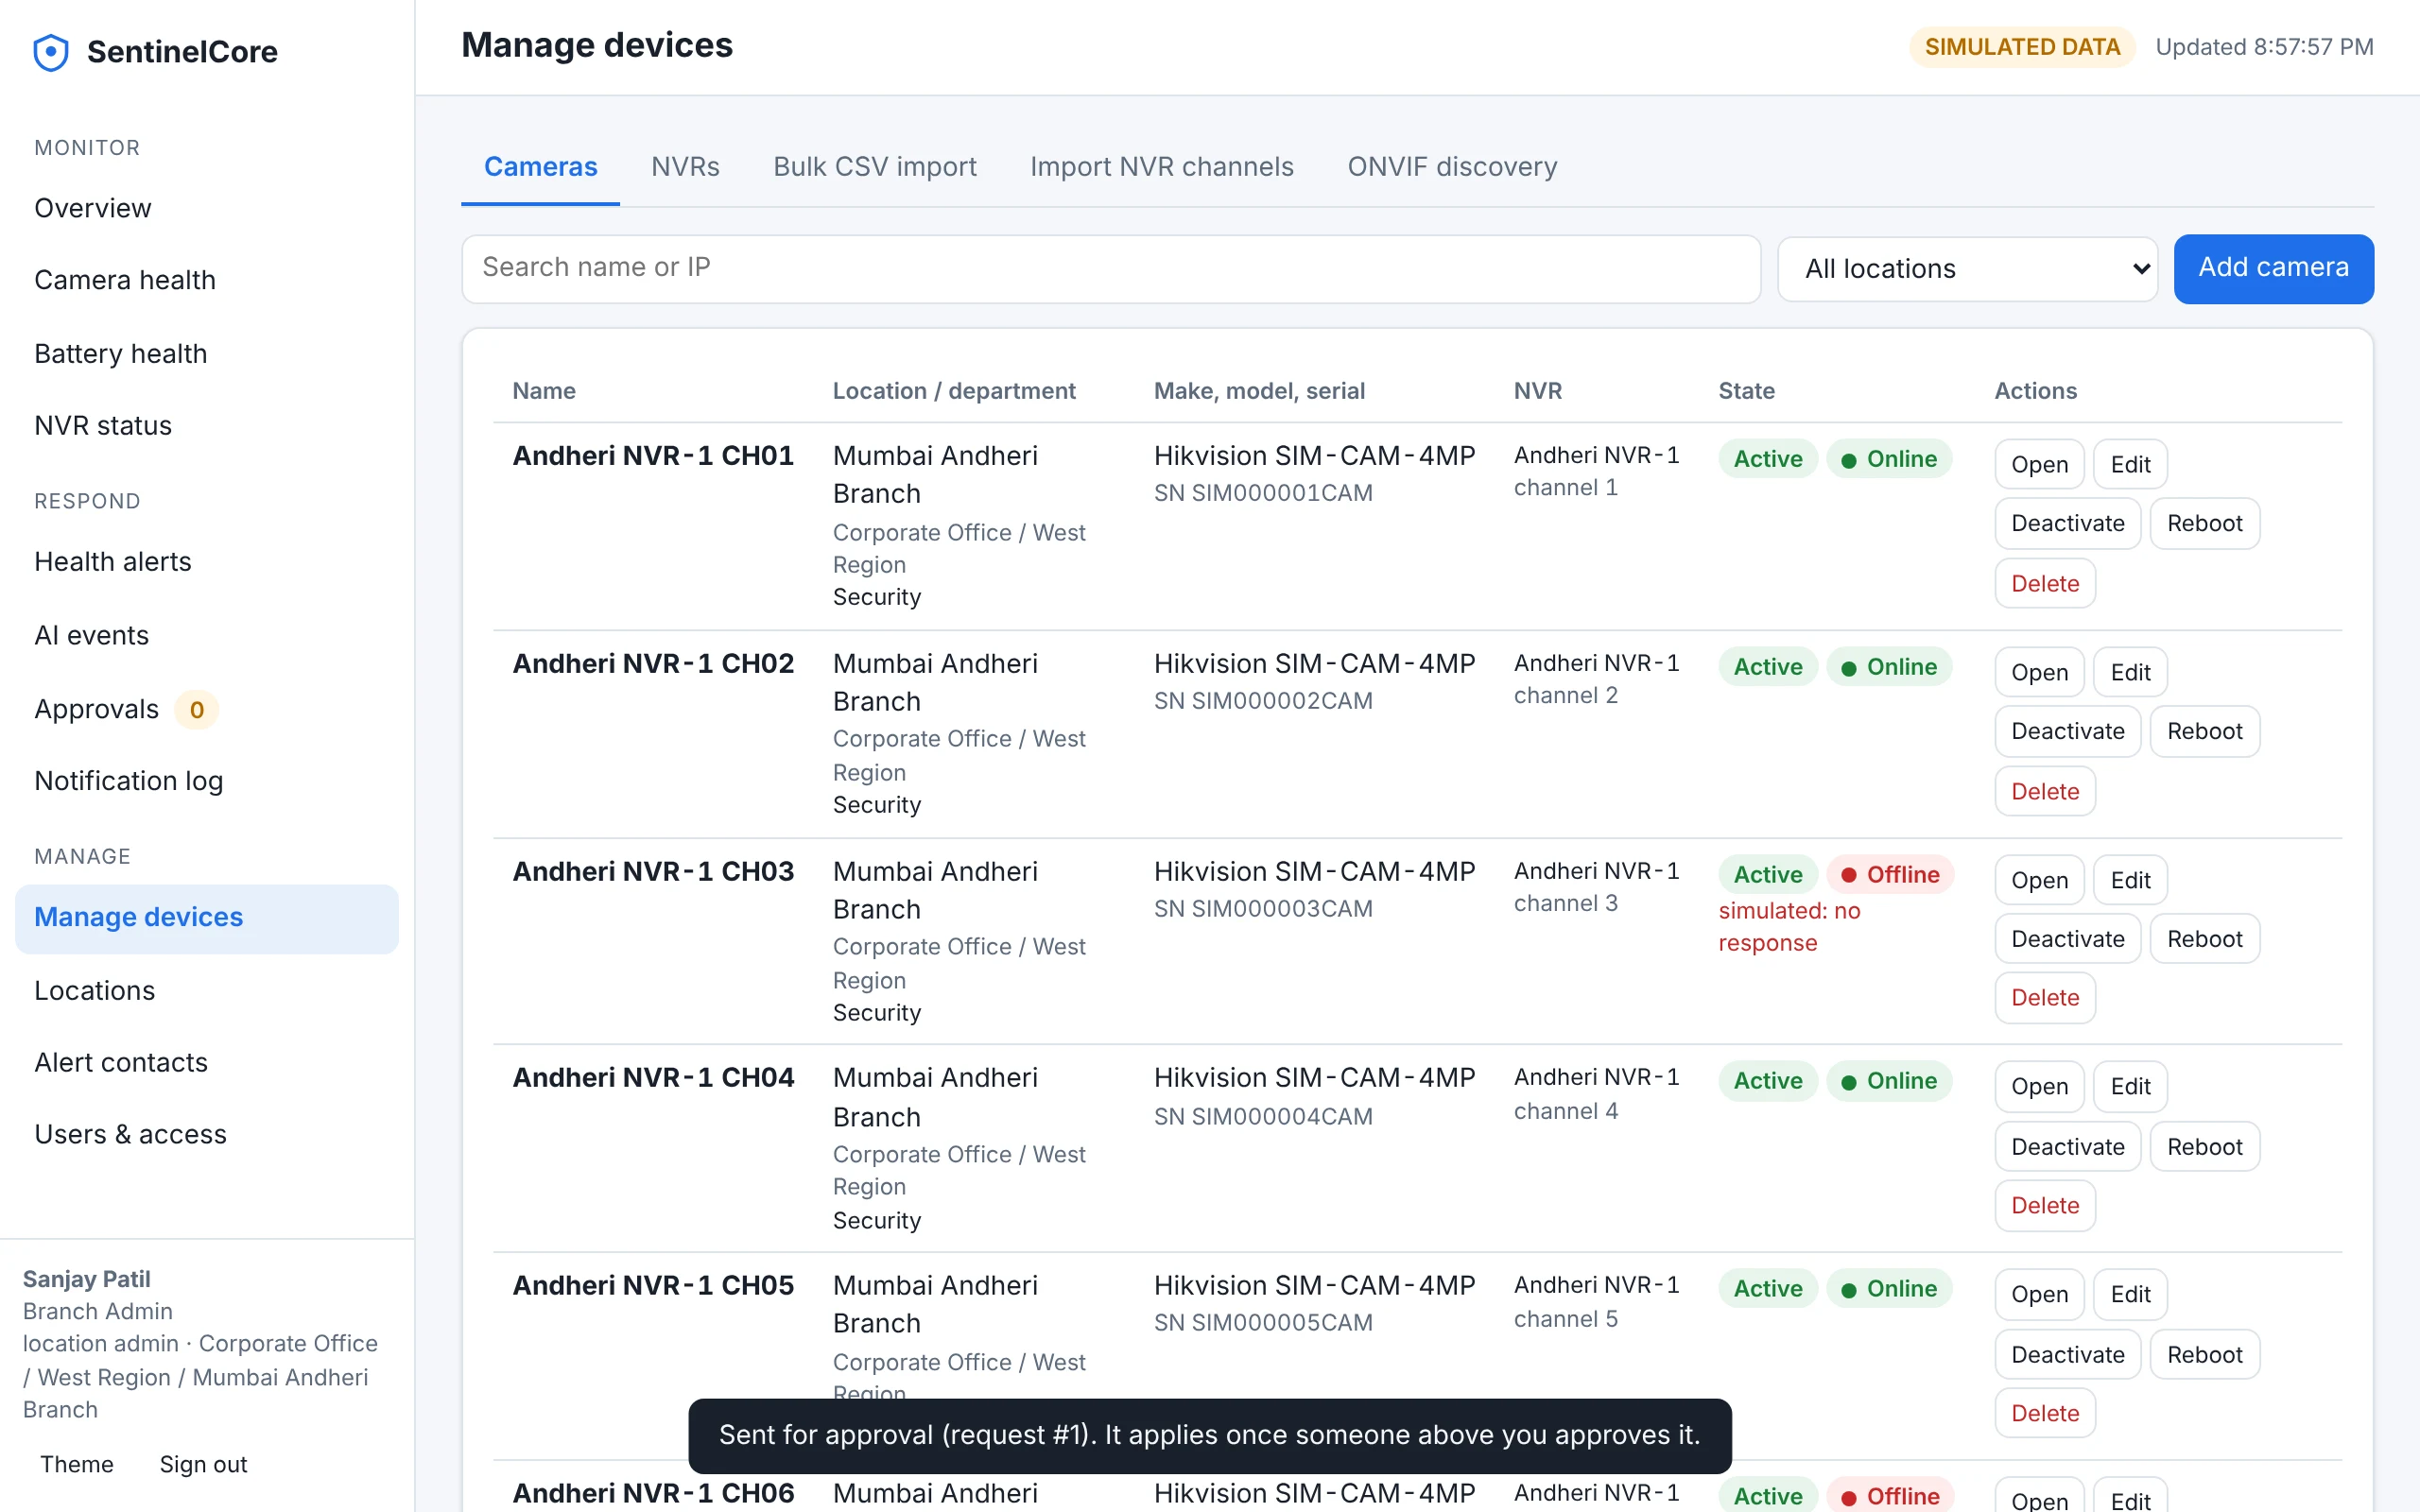 SentinelCore
MONITOR
Overview
Camera health
Battery health
NVR status
RESPOND
Health alerts
AI events
Approvals 0
Notification log
MANAGE
Manage devices
Locations
Alert contacts
Users & access
Sanjay Patil
Branch Admin
location admin · Corporate Office
/ West Region / Mumbai Andheri
Branch
Theme Sign out
Manage devices
SIMULATED DATA Updated 8:57:57 PM
Cameras NVRs Bulk CSV import Import NVR channels ONVIF discovery
Search name or IP All locations Add camera
Name Location / department Make, model, serial NVR State Actions
Andheri NVR-1 CH01 Mumbai Andheri Hikvision SIM-CAM-4MP Andheri NVR-1 Active Online Open Edit
Branch SN SIM000001CAM channel 1
Corporate Office / West Deactivate Reboot
Region
Security Delete
Andheri NVR-1 CH02 Mumbai Andheri Hikvision SIM-CAM-4MP Andheri NVR-1 Active Online Open Edit
Branch SN SIM000002CAM channel 2
Corporate Office / West Deactivate Reboot
Region
Security Delete
Andheri NVR-1 CH03 Mumbai Andheri Hikvision SIM-CAM-4MP Andheri NVR-1 Active Offline Open Edit
Branch SN SIM000003CAM channel 3 simulated: no
Corporate Office / West response Deactivate Reboot
Region
Security Delete
Andheri NVR-1 CH04 Mumbai Andheri Hikvision SIM-CAM-4MP Andheri NVR-1 Active Online Open Edit
Branch SN SIM000004CAM channel 4
Corporate Office / West Deactivate Reboot
Region
Security Delete
Andheri NVR-1 CH05 Mumbai Andheri Hikvision SIM-CAM-4MP Andheri NVR-1 Active Online Open Edit
Branch SN SIM000005CAM channel 5
Corporate Office / West Deactivate Reboot
Region
Delete
Sent for approval (request #1). It applies once someone above you approves it.
Andheri NVR-1 CH06 Mumbai Andheri Hikvision SIM-CAM-4MP Andheri NVR-1 Active Offline Open Edit